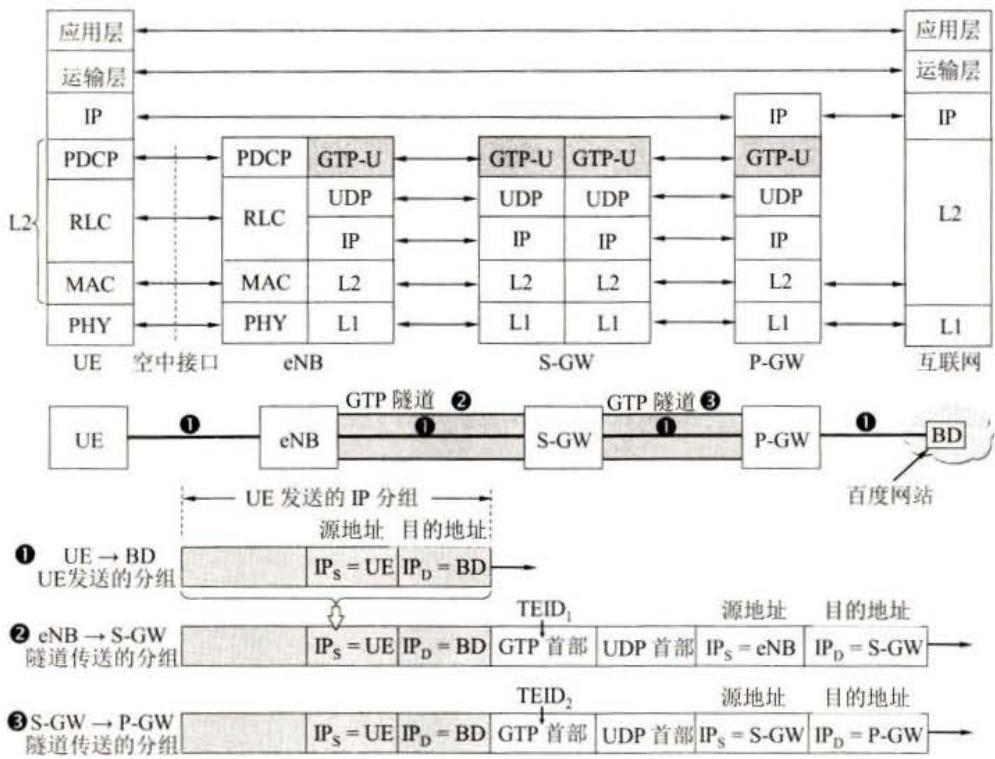 应用层 应用层
运输层 运输层
IP IP IP
PDCP PDCP GTP-U GTP-U GTP-U GTP-U
UDP UDP UDP UDP
L2 RLC RLC L2
IP IP IP IP
MAC MAC L2 L2 L2 L2
PHY PHY L1 L1 L1 L1 L1
UE 空中接口 eNB S-GW P-GW 互联网
GTP 隧道 ❷ GTP 隧道 ❸
UE ❶ eNB ❶ S-GW ❶ P-GW ❶ BD
百度网站
UE 发送的 IP 分组
源地址 目的地址
❶ UE → BD
UE发送的分组
IPS = UE IPD = BD
TEID1 源地址 目的地址
❷ eNB → S-GW
隧道传送的分组
IPS = UE IPD = BD GTP 首部 UDP 首部 IPS = eNB IPD = S-GW
TEID2 源地址 目的地址
❸ S-GW → P-GW
隧道传送的分组
IPS = UE IPD = BD GTP 首部 UDP 首部 IPS = S-GW IPD = P-GW